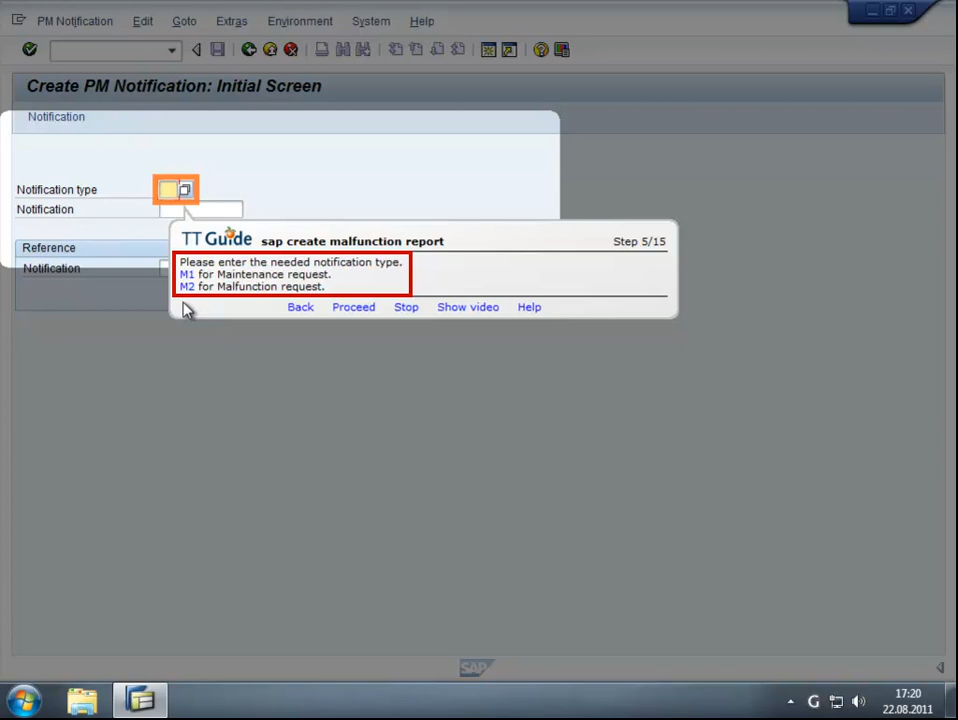 PM Notification Edit Goto Extras Environment System Help
Create PM Notification: Initial Screen
Notification
Notification type
Notification
TT Guide sap create malfunction report Step 5/15
Reference
Please enter the needed notification type.
Notification
M1 for Maintenance request.
M2 for Malfunction request.
Back Proceed Stop Show video Help
SAP
G 17:20
22.08.2011